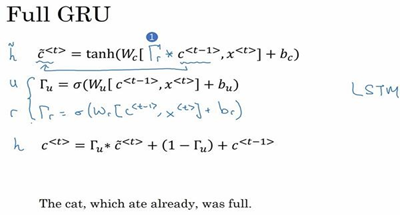 Full GRU
1
h̃ c̃<t> = tanh(Wc[ Γr * c<t−1>, x<t>] + bc)
u Γu = σ(Wu[ c<t−1>, x<t>] + bu)
LSTM
r Γr = σ(Wr[ c<t-1>, x<t>] + br)
h c<t> = Γu * c̃<t> + (1 − Γu) + c<t−1>
The cat, which ate already, was full.